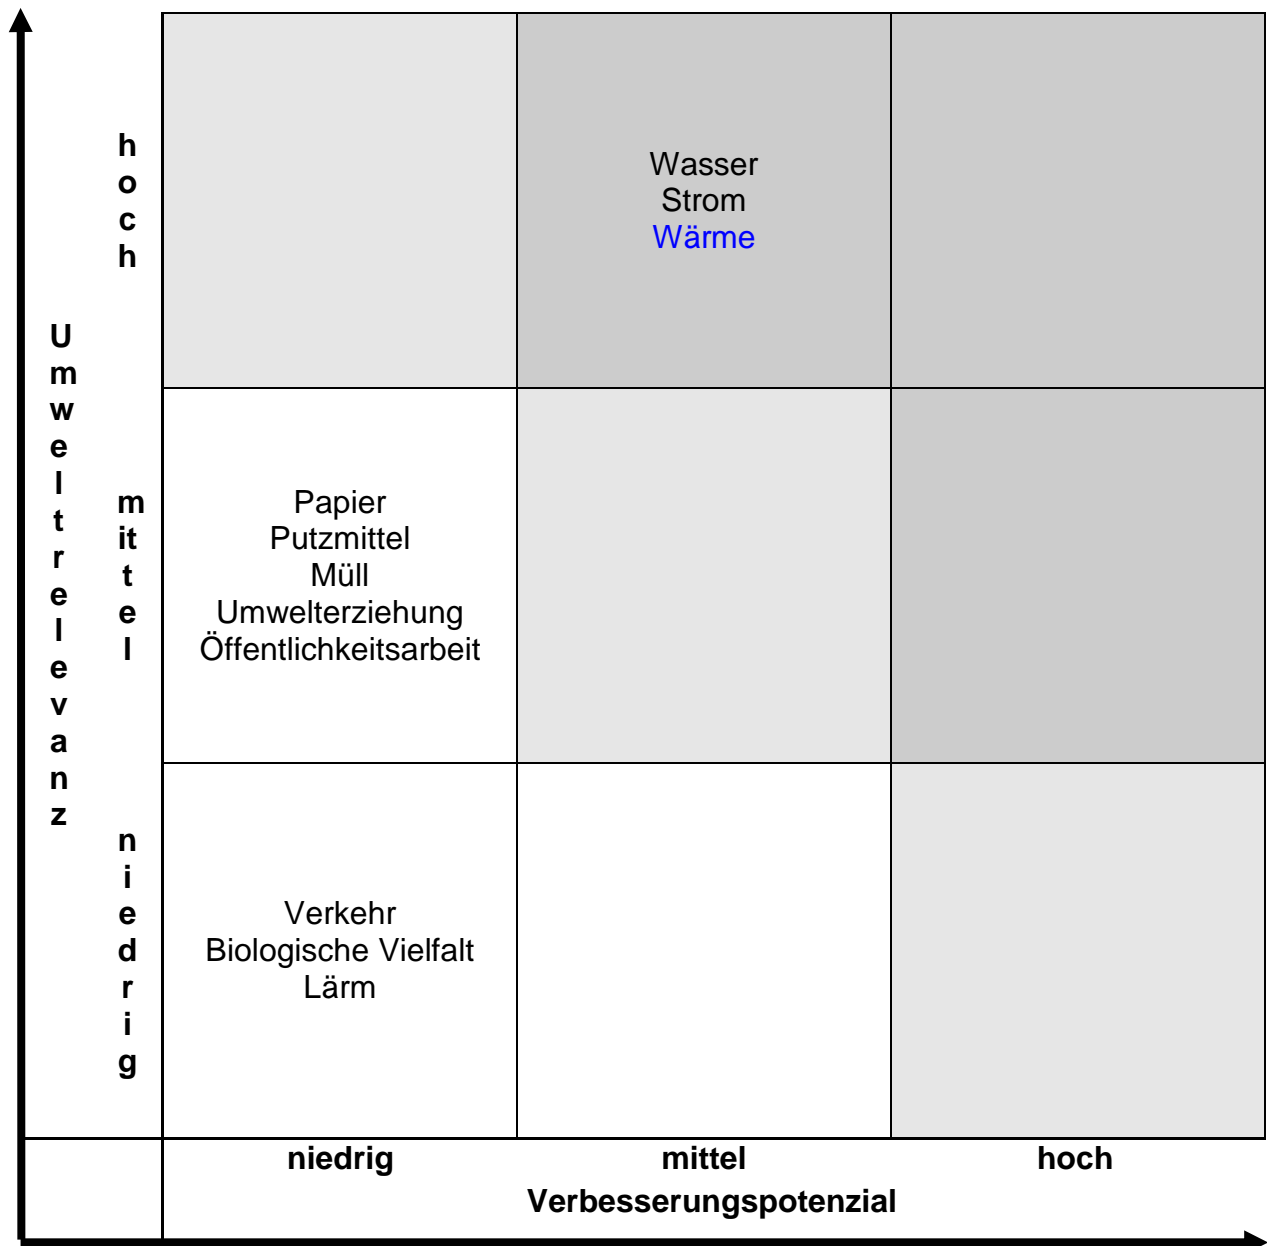 Umweltrelevanz
hoch
Wasser
Strom
Wärme
mittel
Papier
Putzmittel
Müll
Umwelterziehung
Öffentlichkeitsarbeit
niedrig
Verkehr
Biologische Vielfalt
Lärm
niedrig mittel hoch
Verbesserungspotenzial